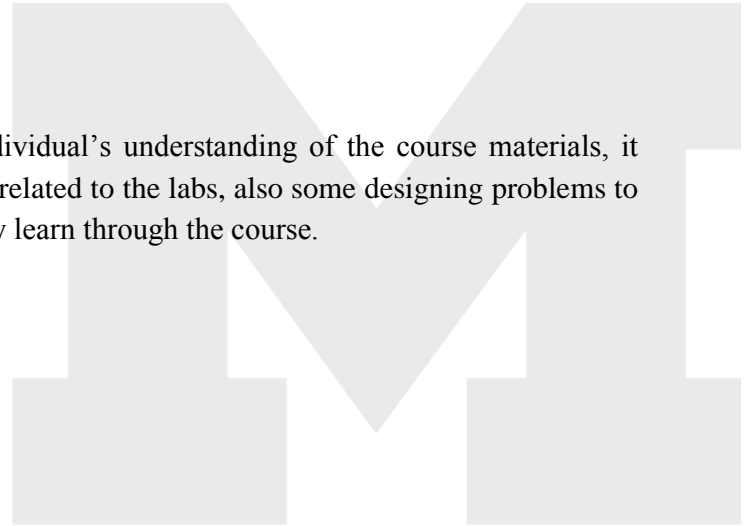 dividual’s understanding of the course materials, it
related to the labs, also some designing problems to
y learn through the course.